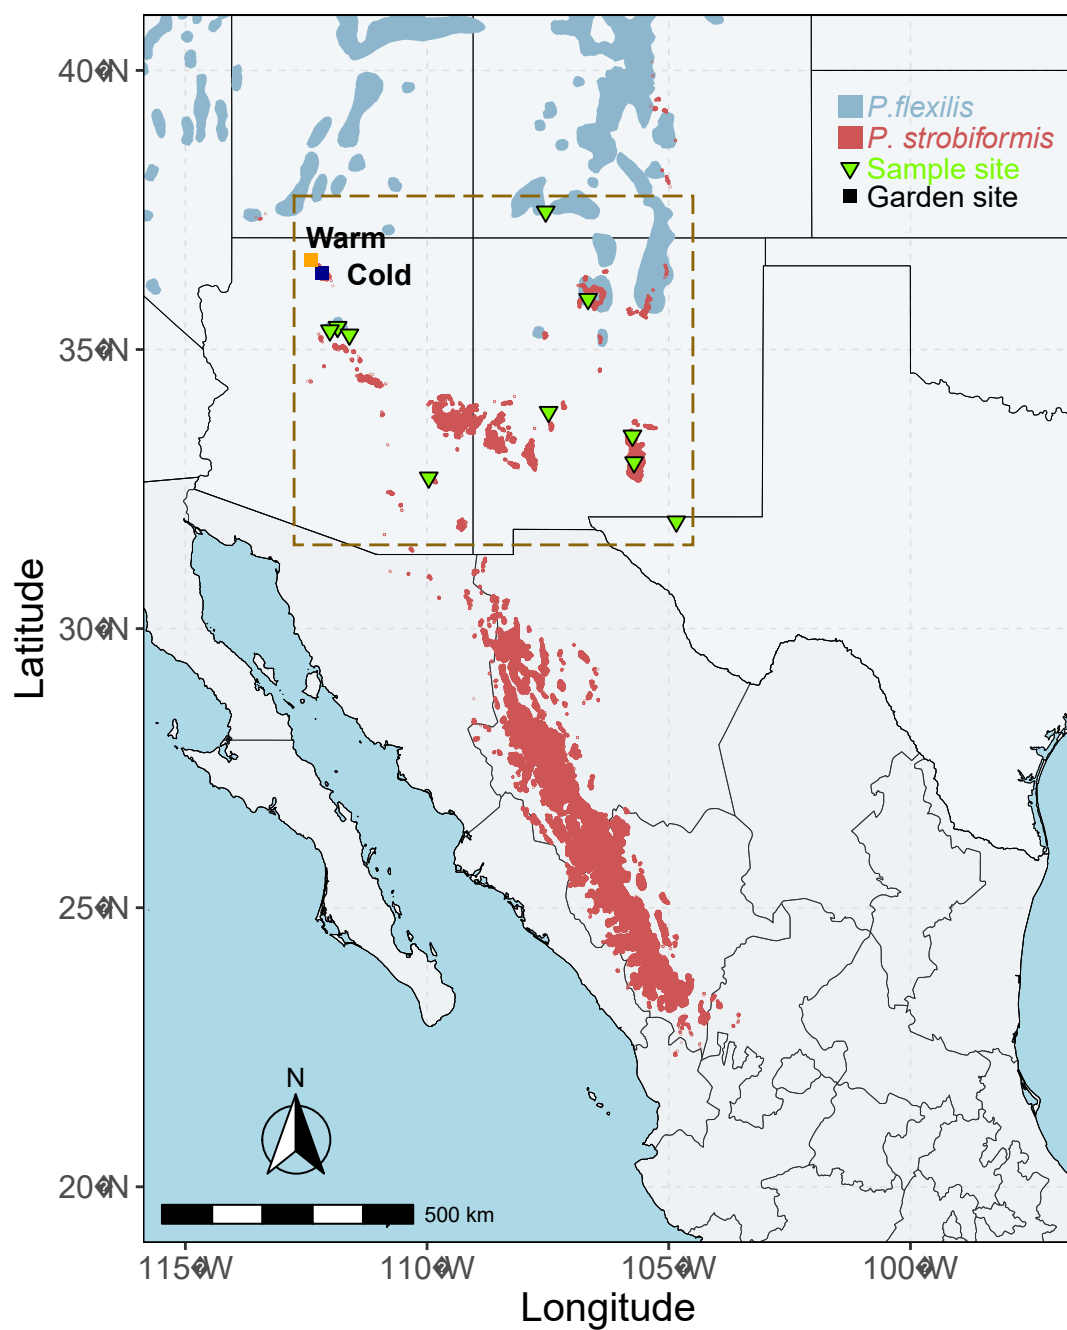 40�N
P.flexilis
P. strobiformis
Sample site
Garden site
Warm
Cold
35�N
30�N
25�N
20�N
Latitude
N
500 km
115�W
110�W
105�W
100�W
Longitude